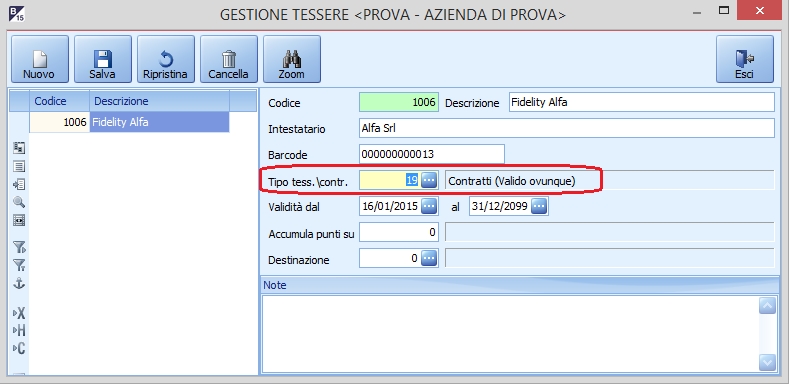 B
15
GESTIONE TESSERE <PROVA - AZIENDA DI PROVA>
Nuovo Salva Ripristina Cancella Zoom Esci
Codice Descrizione
1006 Fidelity Alfa
Codice 1006 Descrizione Fidelity Alfa
Intestatario Alfa Srl
Barcode 000000000013
Tipo tess.\contr. 19 ... Contratti (Valido ovunque)
Validità dal 16/01/2015 ... al 31/12/2099 ...
Accumula punti su 0
Destinazione 0 ...
Note
X
H
C